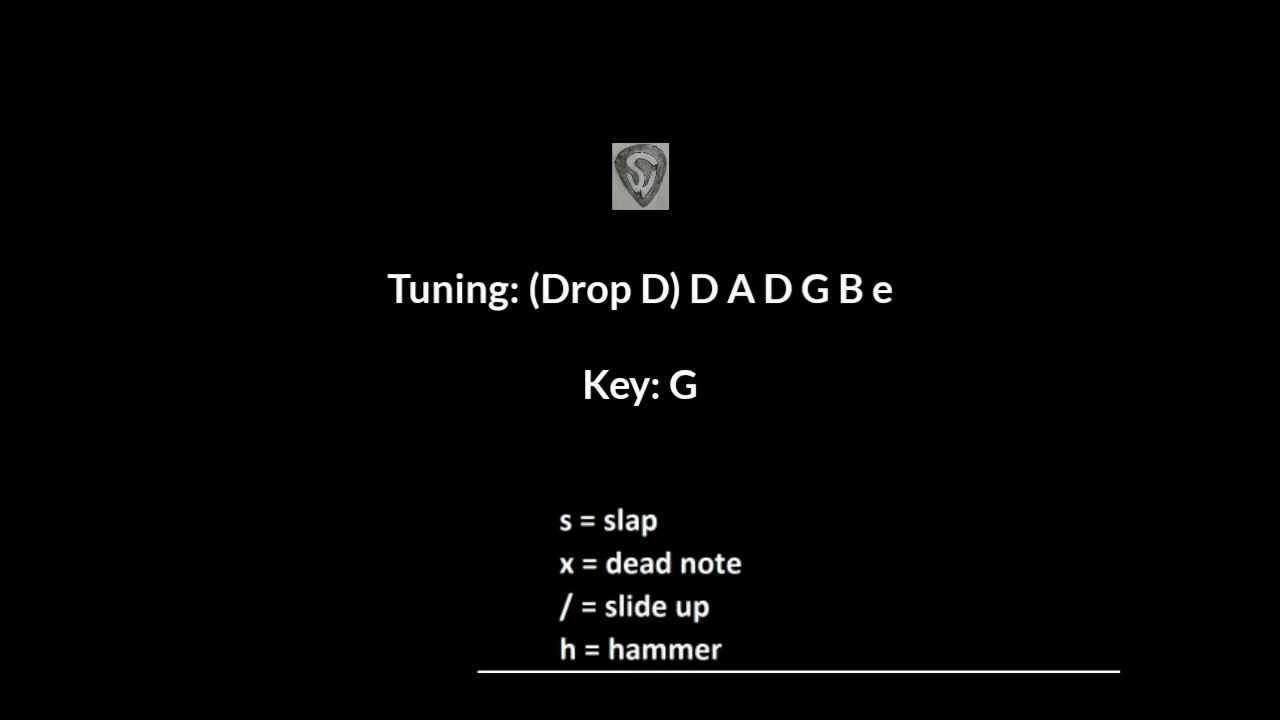 Tuning: (Drop D) D A D G B e
Key: G
s = slap
x = dead note
/ = slide up
h = hammer